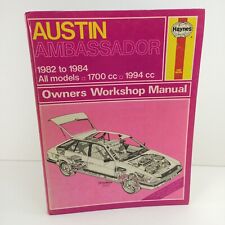 AUSTIN
AMBASSADOR
Haynes
1982 to 1984
All models □ 1700 cc □ 1994 cc
Owners Workshop Manual